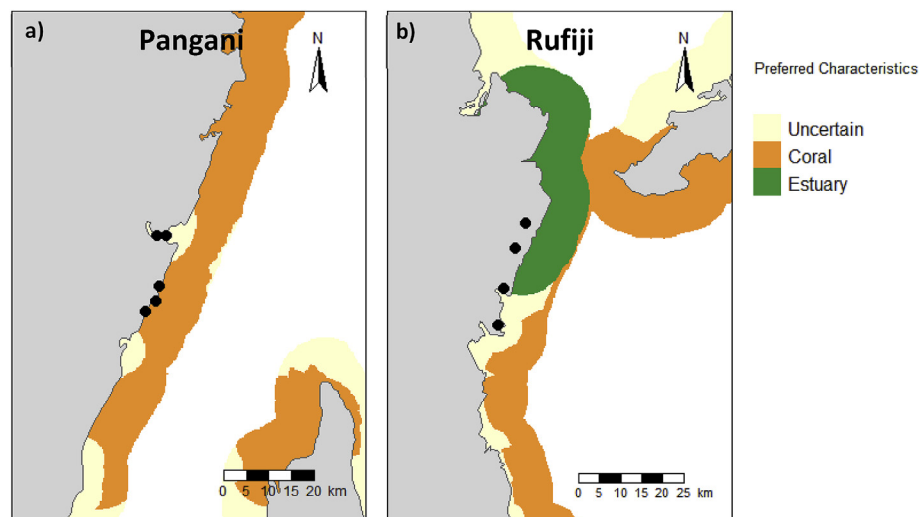 a)
Pangani
N
0 5 10 15 20 km
b)
Rufiji
N
0 5 10 15 20 25 km
Preferred Characteristics
Uncertain
Coral
Estuary